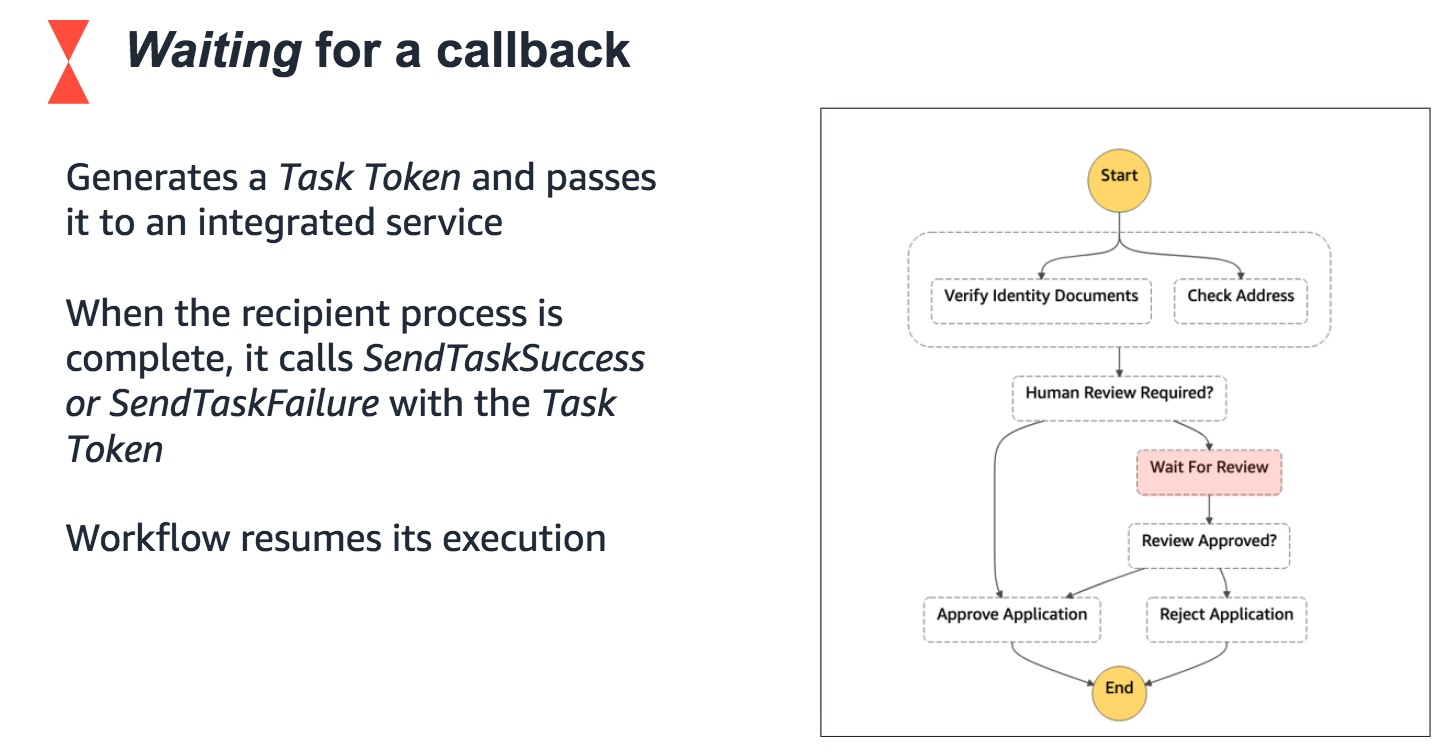 Waiting for a callback
Generates a Task Token and passes
it to an integrated service
When the recipient process is
complete, it calls SendTaskSuccess
or SendTaskFailure with the Task
Token
Workflow resumes its execution
Start
Verify Identity Documents
Check Address
Human Review Required?
Wait For Review
Review Approved?
Approve Application
Reject Application
End